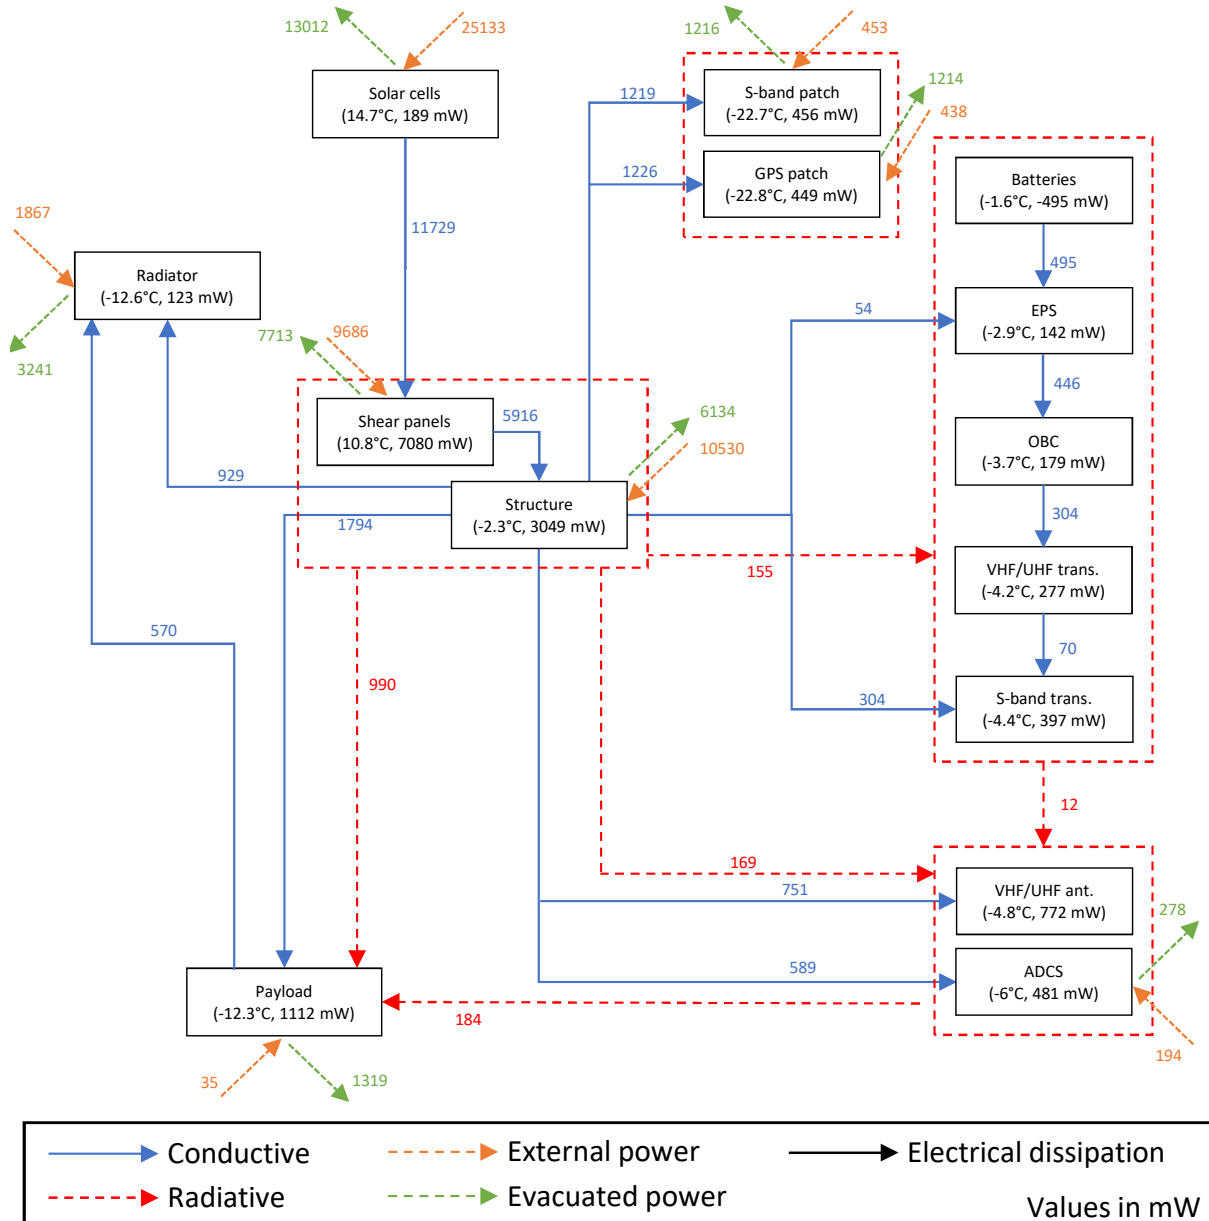 13012
25133
1216
453
Solar cells
(14.7°C, 189 mW)
1219
S-band patch
(-22.7°C, 456 mW)
1214
438
1226
GPS patch
(-22.8°C, 449 mW)
Batteries
(-1.6°C, -495 mW)
1867
11729
Radiator
(-12.6°C, 123 mW)
495
54
EPS
(-2.9°C, 142 mW)
7713
9686
3241
446
5916
Shear panels
(10.8°C, 7080 mW)
6134
10530
OBC
(-3.7°C, 179 mW)
929
Structure
(-2.3°C, 3049 mW)
1794
304
155
VHF/UHF trans.
(-4.2°C, 277 mW)
570
70
990
304
S-band trans.
(-4.4°C, 397 mW)
12
169
751
VHF/UHF ant.
(-4.8°C, 772 mW)
278
589
ADCS
(-6°C, 481 mW)
Payload
(-12.3°C, 1112 mW)
184
194
35
1319
Conductive
External power
Electrical dissipation
Radiative
Evacuated power
Values in mW